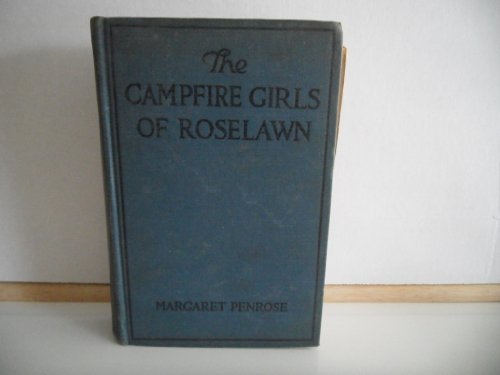 The
CAMPFIRE GIRLS
OF ROSELAWN
MARGARET PENROSE